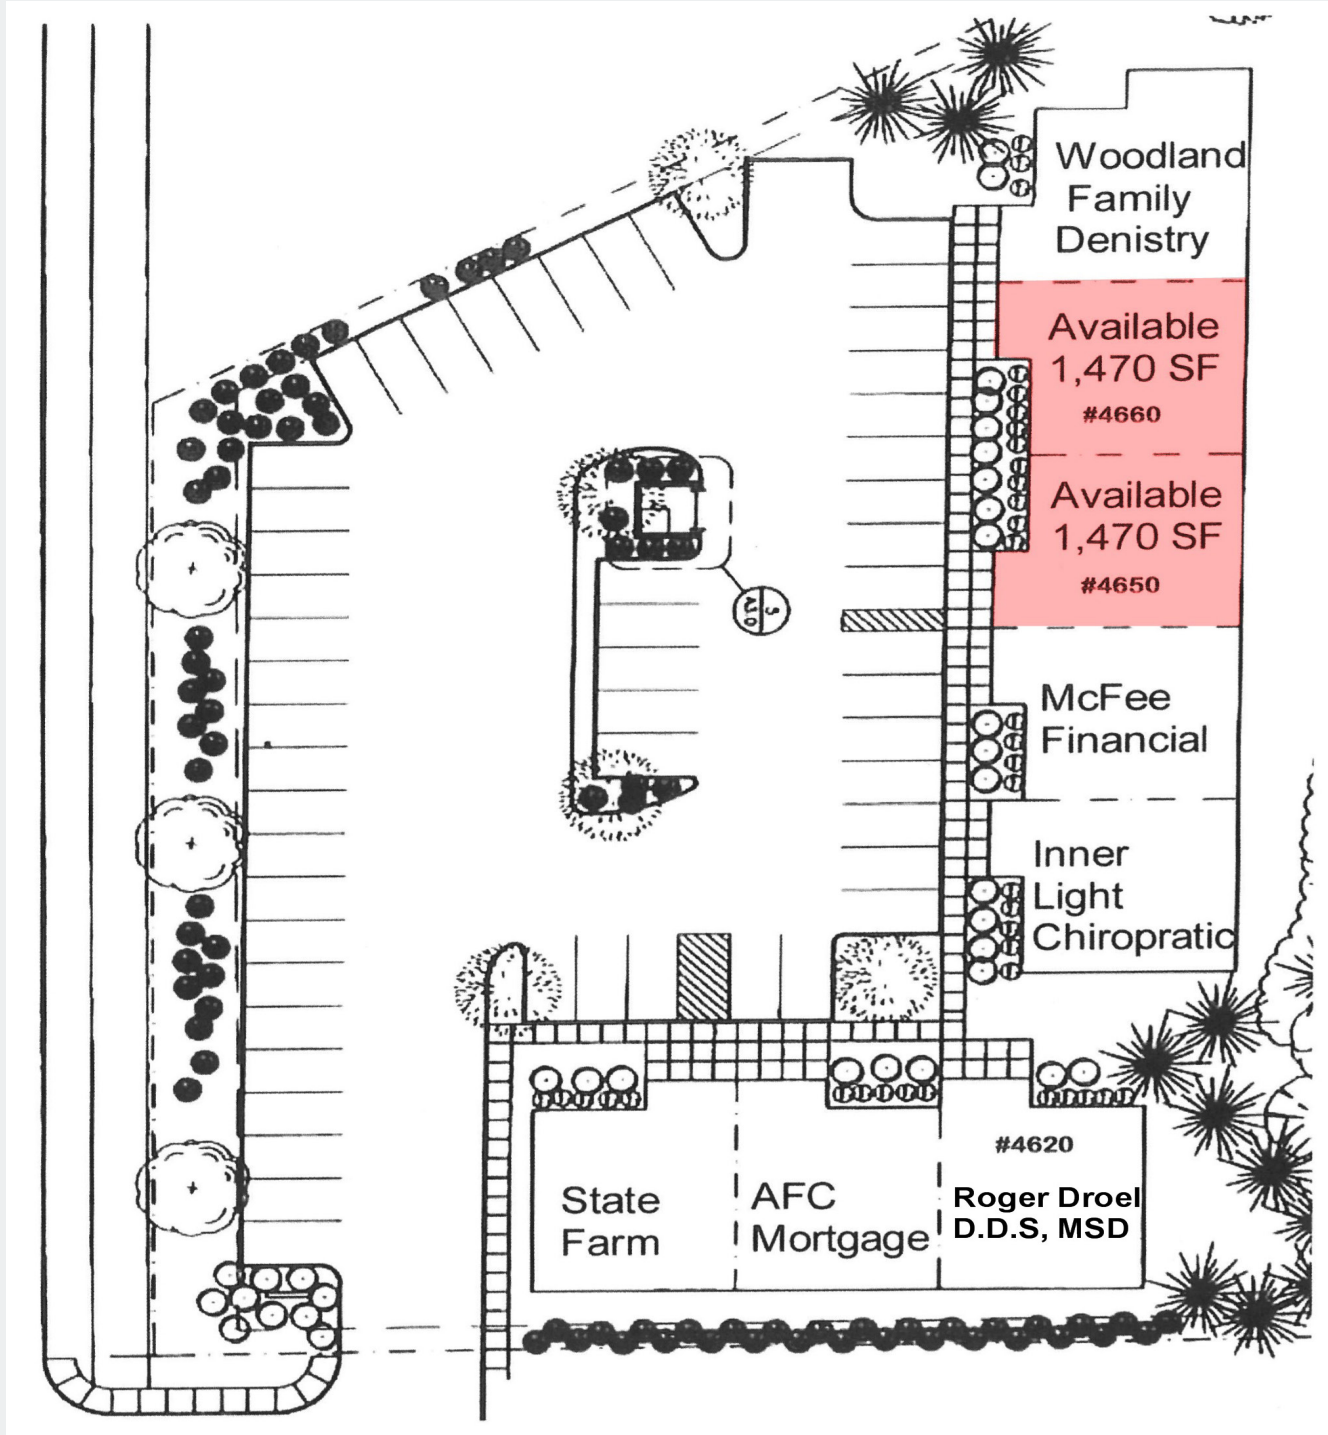 Woodland
Family
Denistry
Available
1,470 SF
#4660
Available
1,470 SF
#4650
McFee
Financial
Inner
Light
Chiropratic
#4620
State
Farm
AFC
Mortgage
Roger Droel
D.D.S, MSD